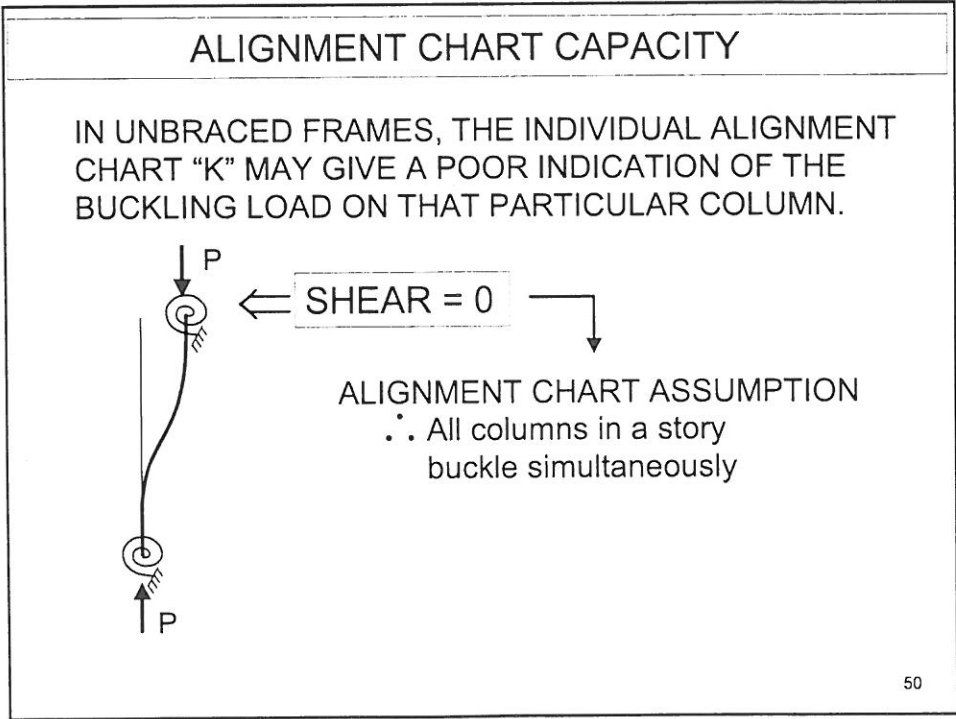 ALIGNMENT CHART CAPACITY
IN UNBRACED FRAMES, THE INDIVIDUAL ALIGNMENT
CHART “K” MAY GIVE A POOR INDICATION OF THE
BUCKLING LOAD ON THAT PARTICULAR COLUMN.
P
⇐ SHEAR = 0
ALIGNMENT CHART ASSUMPTION
∴ All columns in a story
buckle simultaneously
P
50